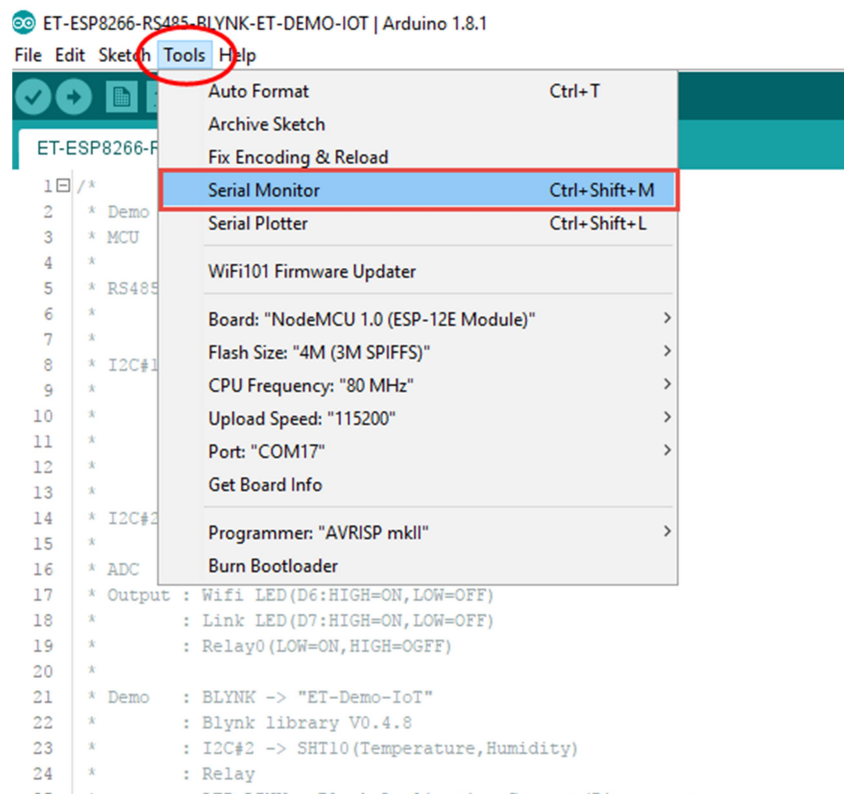 ET-ESP8266-RS485-BLYNK-ET-DEMO-IOT | Arduino 1.8.1
File Edit Sketch Tools Help
Auto Format Ctrl+T
Archive Sketch
ET-ESP8266-R
Fix Encoding & Reload
1 /*
Serial Monitor Ctrl+Shift+M
2 * Demo
Serial Plotter Ctrl+Shift+L
3 * MCU
4 *
WiFi101 Firmware Updater
5 * RS485
6 *
Board: "NodeMCU 1.0 (ESP-12E Module)" >
7 *
Flash Size: "4M (3M SPIFFS)" >
8 * I2C#1
9 *
CPU Frequency: "80 MHz" >
10 *
Upload Speed: "115200" >
11 *
Port: "COM17" >
12 *
Get Board Info
13 *
14 * I2C#2
Programmer: "AVRISP mkII" >
15 *
16 * ADC
Burn Bootloader
17 * Output : Wifi LED(D6:HIGH=ON,LOW=OFF)
18 * : Link LED(D7:HIGH=ON,LOW=OFF)
19 * : Relay0(LOW=ON,HIGH=OGFF)
20 *
21 * Demo : BLYNK -> "ET-Demo-IoT"
22 * : Blynk library V0.4.8
23 * : I2C#2 -> SHT10(Temperature,Humidity)
24 * : Relay